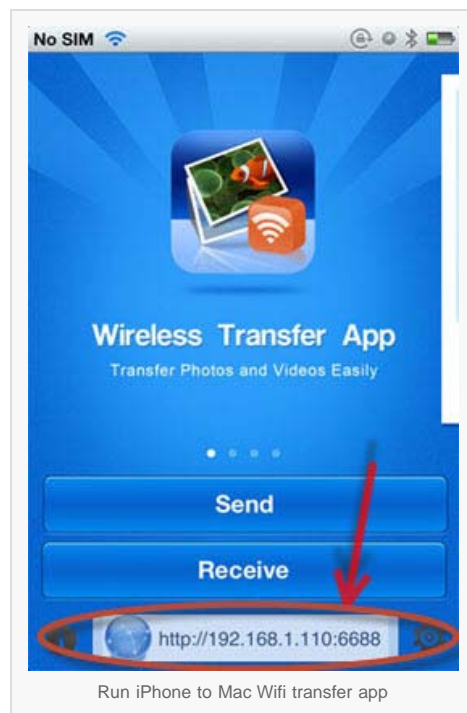 No SIM
Wireless Transfer App
Transfer Photos and Videos Easily
Send
Receive
http://192.168.1.110:6688
Run iPhone to Mac Wifi transfer app